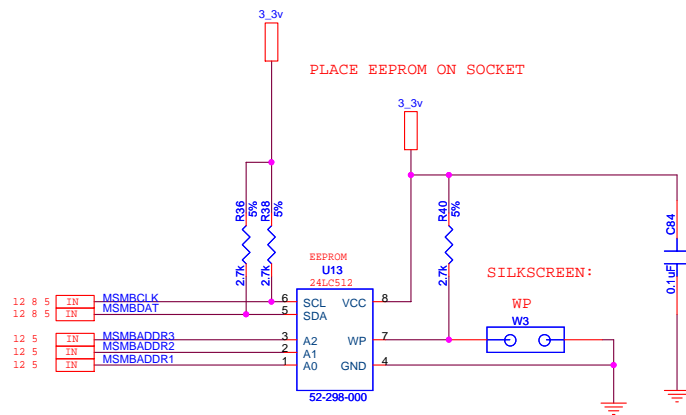 3_3v
PLACE EEPROM ON SOCKET
3_3v
R36
5%
R38
5%
R40
5%
C84
2.7k
2.7k
2.7k
0.1uF
EEPROM
U13
24LC512
SILKSCREEN:
WP
W3
12 8 5 IN MSMBCLK 6 SCL VCC 8
12 8 5 IN MSMBDAT 5 SDA
12 5 IN MSMBADDR3 3 A2 WP 7
12 5 IN MSMBADDR2 2 A1
12 5 IN MSMBADDR1 1 A0 GND 4
52-298-000